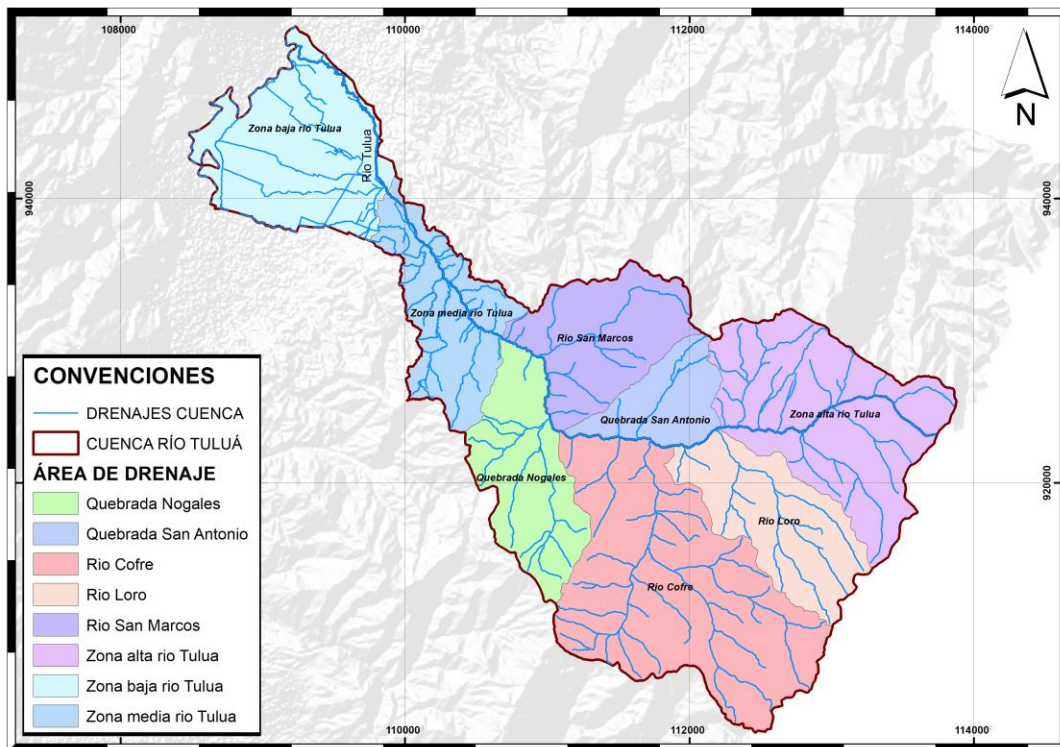 108000 110000 112000 114000
N
Zona baja rio Tulua
Rio Tulua
940000 940000
Zona media rio Tulua
Rio San Marcos
Zona alta rio Tulua
Quebrada San Antonio
Quebrada Nogales
920000
Rio Loro
Rio Cofre
CONVENCIONES
DRENAJES CUENCA
CUENCA RÍO TULUÁ
ÁREA DE DRENAJE
Quebrada Nogales
Quebrada San Antonio
Rio Cofre
Rio Loro
Rio San Marcos
Zona alta rio Tulua
Zona baja rio Tulua
Zona media rio Tulua
110000 112000 114000